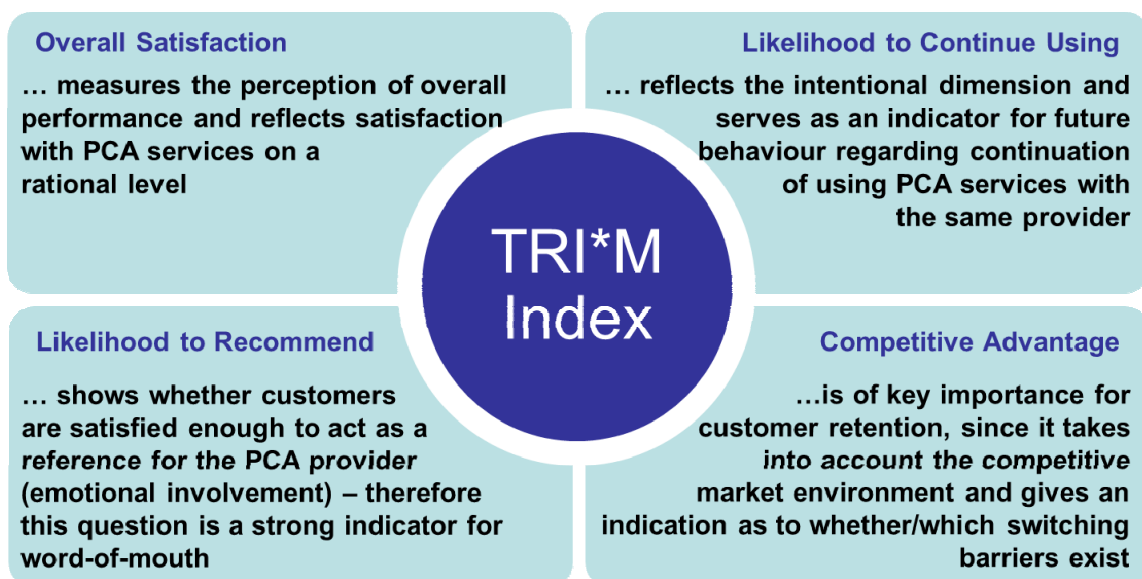 Overall Satisfaction
… measures the perception of overall
performance and reflects satisfaction
with PCA services on a
rational level
Likelihood to Continue Using
… reflects the intentional dimension and
serves as an indicator for future
behaviour regarding continuation
of using PCA services with
the same provider
TRI*M
Index
Likelihood to Recommend
… shows whether customers
are satisfied enough to act as a
reference for the PCA provider
(emotional involvement) – therefore
this question is a strong indicator for
word-of-mouth
Competitive Advantage
…is of key importance for
customer retention, since it takes
into account the competitive
market environment and gives an
indication as to whether/which switching
barriers exist